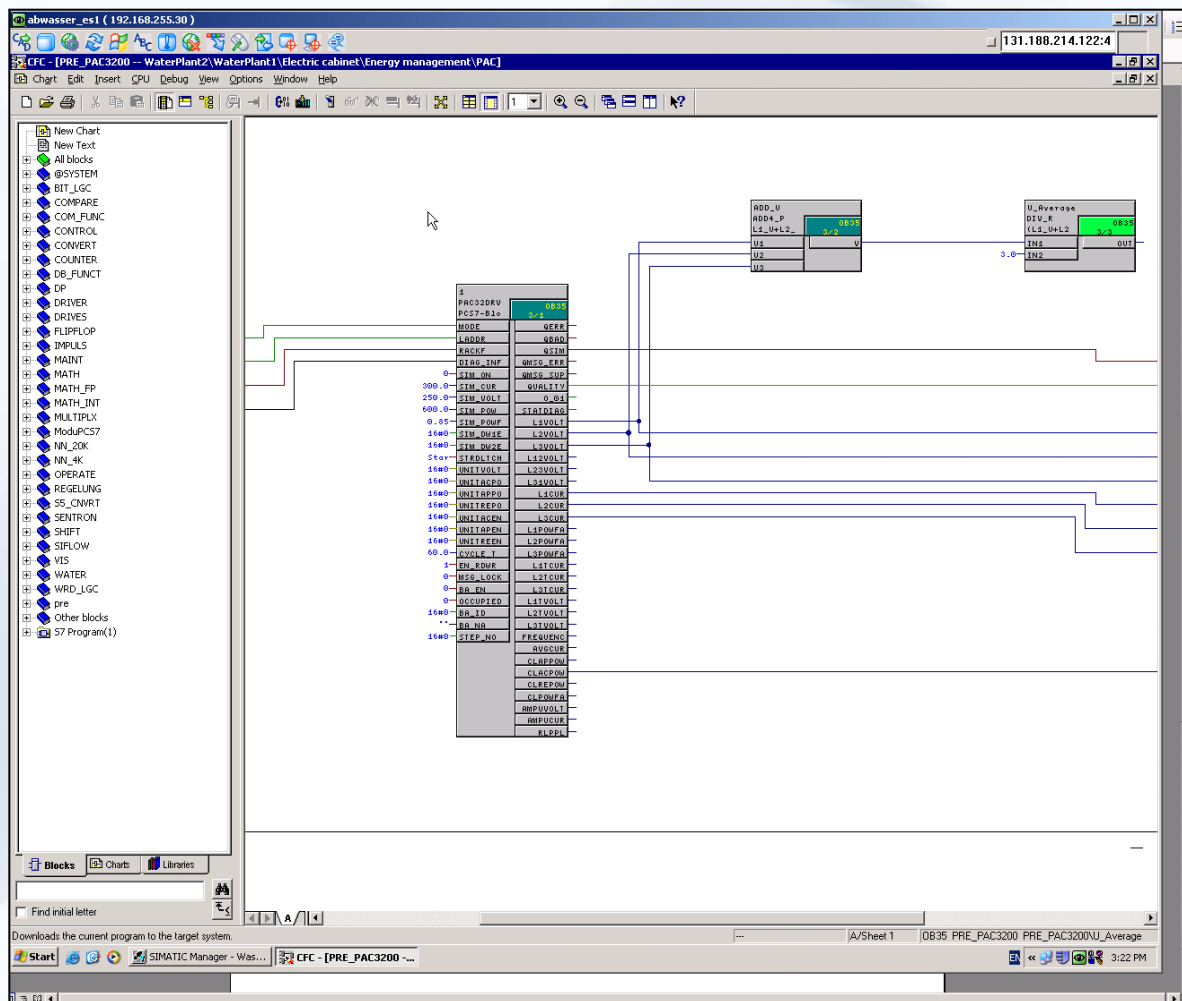 abwasser_es1 ( 192.168.255.30 )
131.188.214.122:4
CFC - [PRE_PAC3200 -- WaterPlant2\WaterPlant1\Electric cabinet\Energy management\PAC]
Chart Edit Insert CPU Debug View Options Window Help
1
New Chart
New Text
All blocks
@SYSTEM
BIT_LGC
COMPARE
COM_FUNC
CONTROL
CONVERT
COUNTER
DB_FUNCT
DP
DRIVER
DRIVES
FLIPFLOP
IMPULS
MAINT
MATH
MATH_FP
MATH_INT
MULTIPLX
ModuPCS7
NN_20K
NN_4K
OPERATE
REGELUNG
S5_CNVRT
SENTRON
SHIFT
SIFLOW
VIS
WATER
WRD_LGC
pre
Other blocks
S7 Program(1)
Blocks Charts Libraries
Find initial letter
1
PAC32DRV OB35
PCS7-Blo 3/1
MODE QERR
LADDR QBAD
RACKF QSIM
DIAG_INF QMSG_ERR
0 SIM_ON QMSG_SUP
300.0 SIM_CUR QUALITY
250.0 SIM_VOLT O_01
600.0 SIM_POW STATDIAG
0.85 SIM_POWF L1VOLT
16#0 SIM_DW1E L2VOLT
16#0 SIM_DW2E L3VOLT
Star STRDLTCH L12VOLT
16#0 UNITVOLT L23VOLT
16#0 UNITACPO L31VOLT
16#0 UNITAPPO L1CUR
16#0 UNITREPO L2CUR
16#0 UNITACEN L3CUR
16#0 UNITAPEN L1POWFA
16#0 UNITREEN L2POWFA
60.0 CYCLE_T L3POWFA
1 EN_RDWR L1TCUR
0 MSG_LOCK L2TCUR
0 BA_EN L3TCUR
0 OCCUPIED L1TVOLT
16#0 BA_ID L2TVOLT
'' BA_NA L3TVOLT
16#0 STEP_NO FREQUENC
AVGCUR
CLAPPOW
CLACPOW
CLREPOW
CLPOWFA
AMPUVOLT
AMPUCUR
RLPPL
ADD_U
ADD4_P OB35
L1_U+L2_ 3/2
U1 V
U2
U3
U_Average
DIV_R OB35
(L1_U+L2 3/3
IN1 OUT
3.0 IN2
A
Downloads the current program to the target system.
---
A/Sheet 1
OB35 PRE_PAC3200 PRE_PAC3200\U_Average
Start
SIMATIC Manager - Was...
CFC - [PRE_PAC3200 -...
EN
3:22 PM